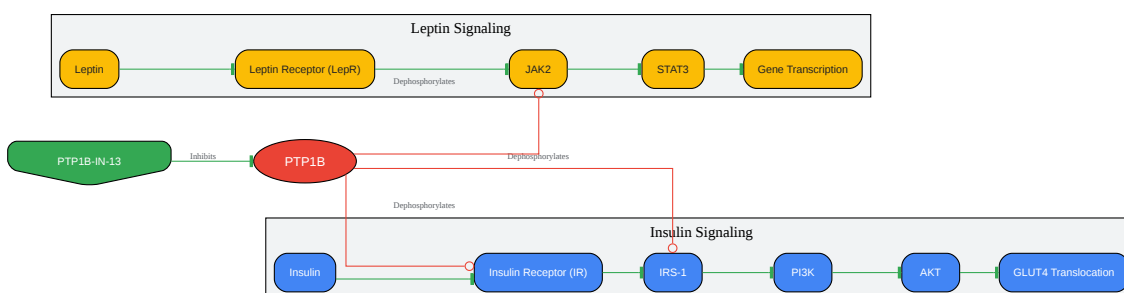 Leptin Signaling
Leptin
Leptin Receptor (LepR)
JAK2
STAT3
Gene Transcription
Dephosphorylates
PTP1B-IN-13
Inhibits
PTP1B
Dephosphorylates
Dephosphorylates
Insulin Signaling
Insulin
Insulin Receptor (IR)
IRS-1
PI3K
AKT
GLUT4 Translocation